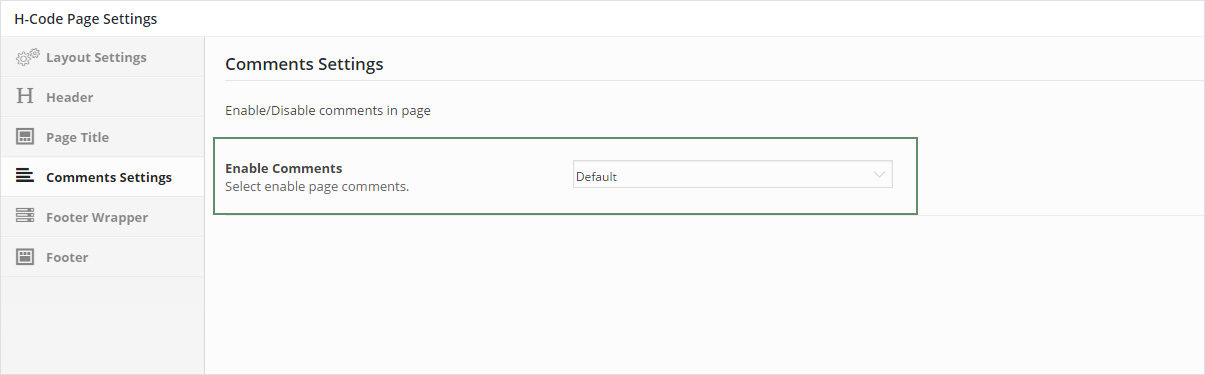 H-Code Page Settings
Layout Settings
Header
Page Title
Comments Settings
Footer Wrapper
Footer
Comments Settings
Enable/Disable comments in page
Enable Comments
Select enable page comments.
Default